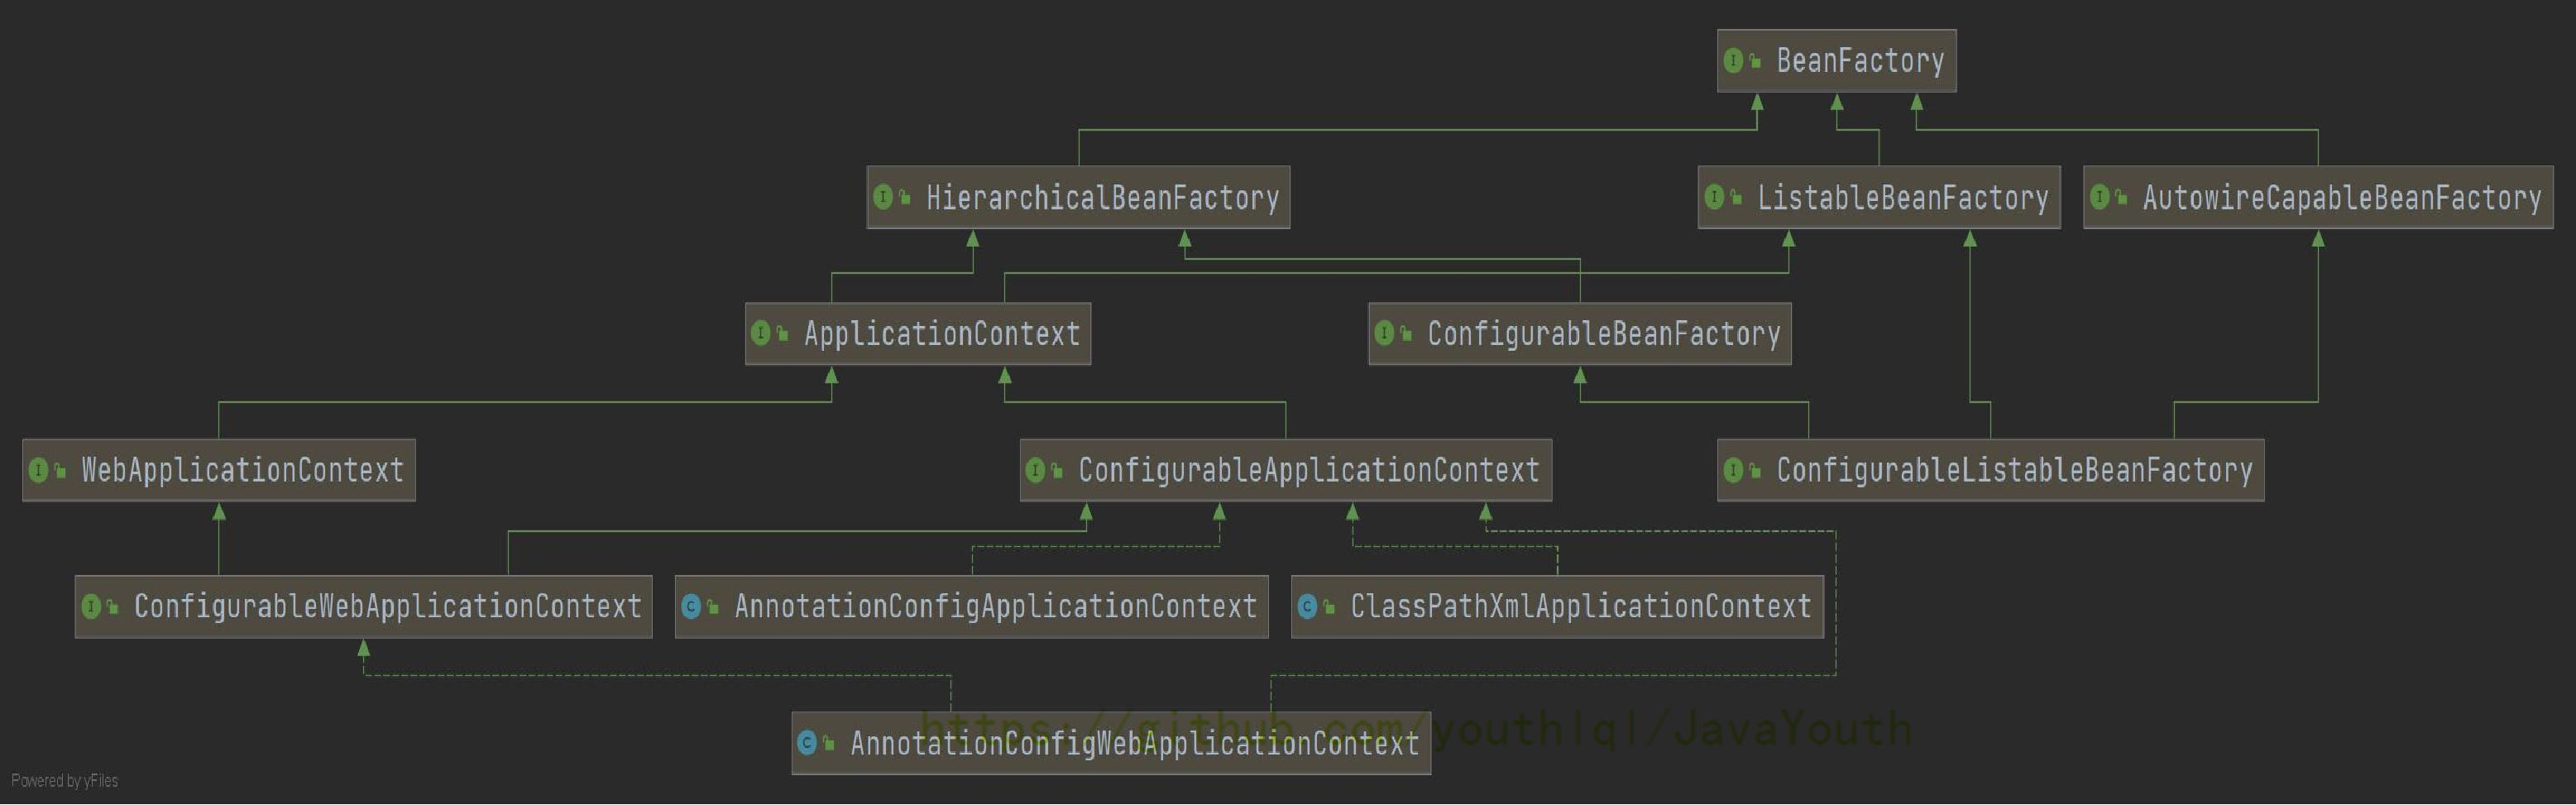 BeanFactory
HierarchicalBeanFactory
ListableBeanFactory
AutowireCapableBeanFactory
ApplicationContext
ConfigurableBeanFactory
WebApplicationContext
ConfigurableApplicationContext
ConfigurableListableBeanFactory
ConfigurableWebApplicationContext
AnnotationConfigApplicationContext
ClassPathXmlApplicationContext
https://github.com/youthlql/JavaYouth
AnnotationConfigWebApplicationContext
Powered by yFiles